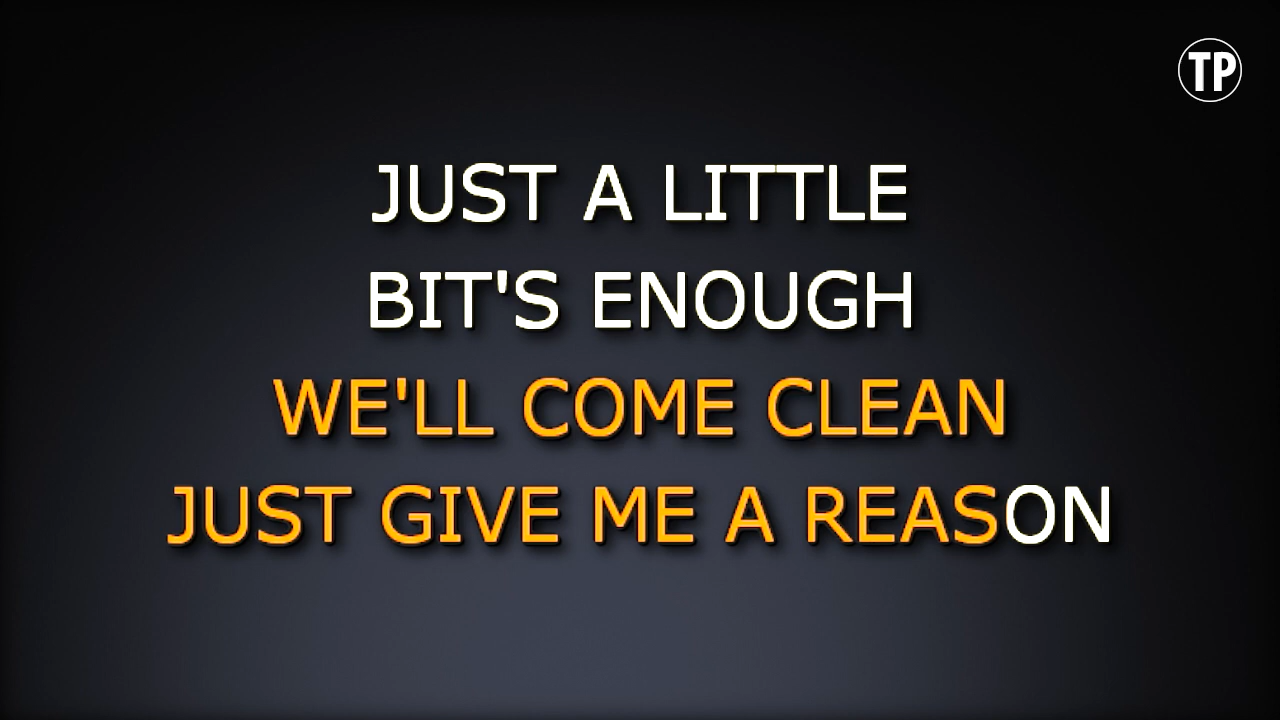 TP
JUST A LITTLE
BIT'S ENOUGH
WE'LL COME CLEAN
JUST GIVE ME A REASON